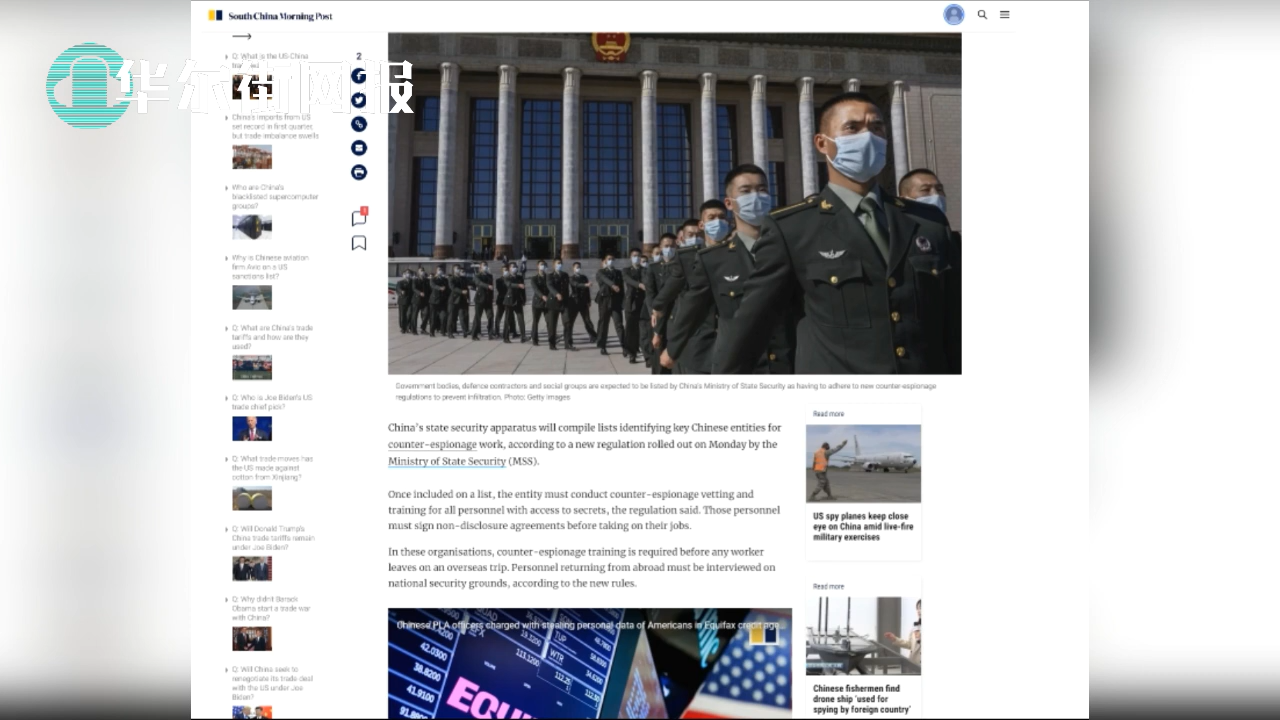 South China Morning Post
华尔街网报
2
1
Q: What is the US China
China's imports from US
set record in first quarter,
but trade imbalance swells
Who are China's
blacklisted supercomputer
groups?
Why is Chinese aviation
firm Avic on a US
sanctions list?
Q: What are China's trade
tariffs and how are they
used?
Q: Who is Joe Biden's US
trade chief pick?
Q: What trade moves has
the US made against
cotton from Xinjiang?
Q: Will Donald Trump's
China trade tariffs remain
under Joe Biden?
Q: Why didn't Barack
Obama start a trade war
with China?
Q: Will China seek to
renegotiate its trade deal
with the US under Joe
Biden?
Government bodies, defence contractors and social groups are expected to be listed by China's Ministry of State Security as having to adhere to new counter-espionage
regulations to prevent infiltration. Photo: Getty Images
China's state security apparatus will compile lists identifying key Chinese entities for
counter-espionage work, according to a new regulation rolled out on Monday by the
Ministry of State Security (MSS).
Once included on a list, the entity must conduct counter-espionage vetting and
training for all personnel with access to secrets, the regulation said. Those personnel
must sign non-disclosure agreements before taking on their jobs.
In these organisations, counter-espionage training is required before any worker
leaves on an overseas trip. Personnel returning from abroad must be interviewed on
national security grounds, according to the new rules.
Chinese PLA officers charged with stealing personal data of Americans in Equifax credit age...
42.0300
38.8200
41.9100
TUP
WTR
EQU
Read more
US spy planes keep close
eye on China amid live-fire
military exercises
Read more
Chinese fishermen find
drone ship 'used for
spying by foreign country'